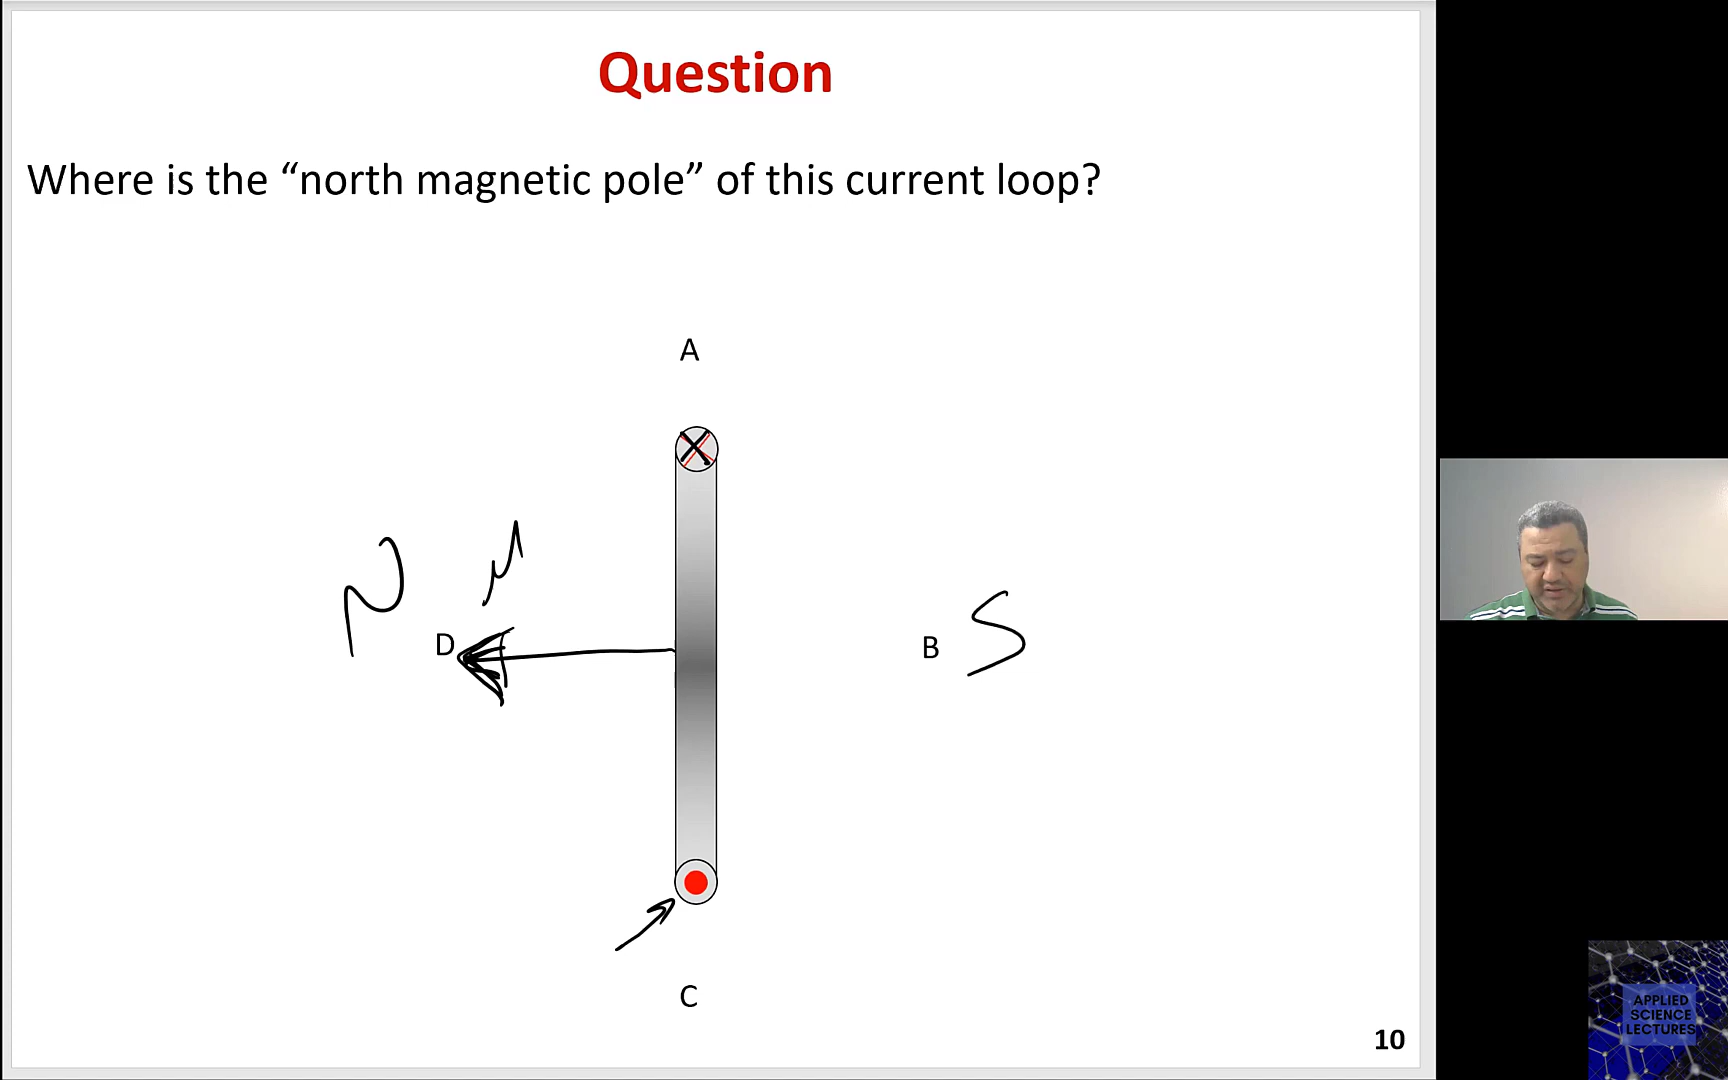 Question
Where is the “north magnetic pole” of this current loop?
A
N μ
D
B S
C
10
APPLIED
SCIENCE
LECTURES